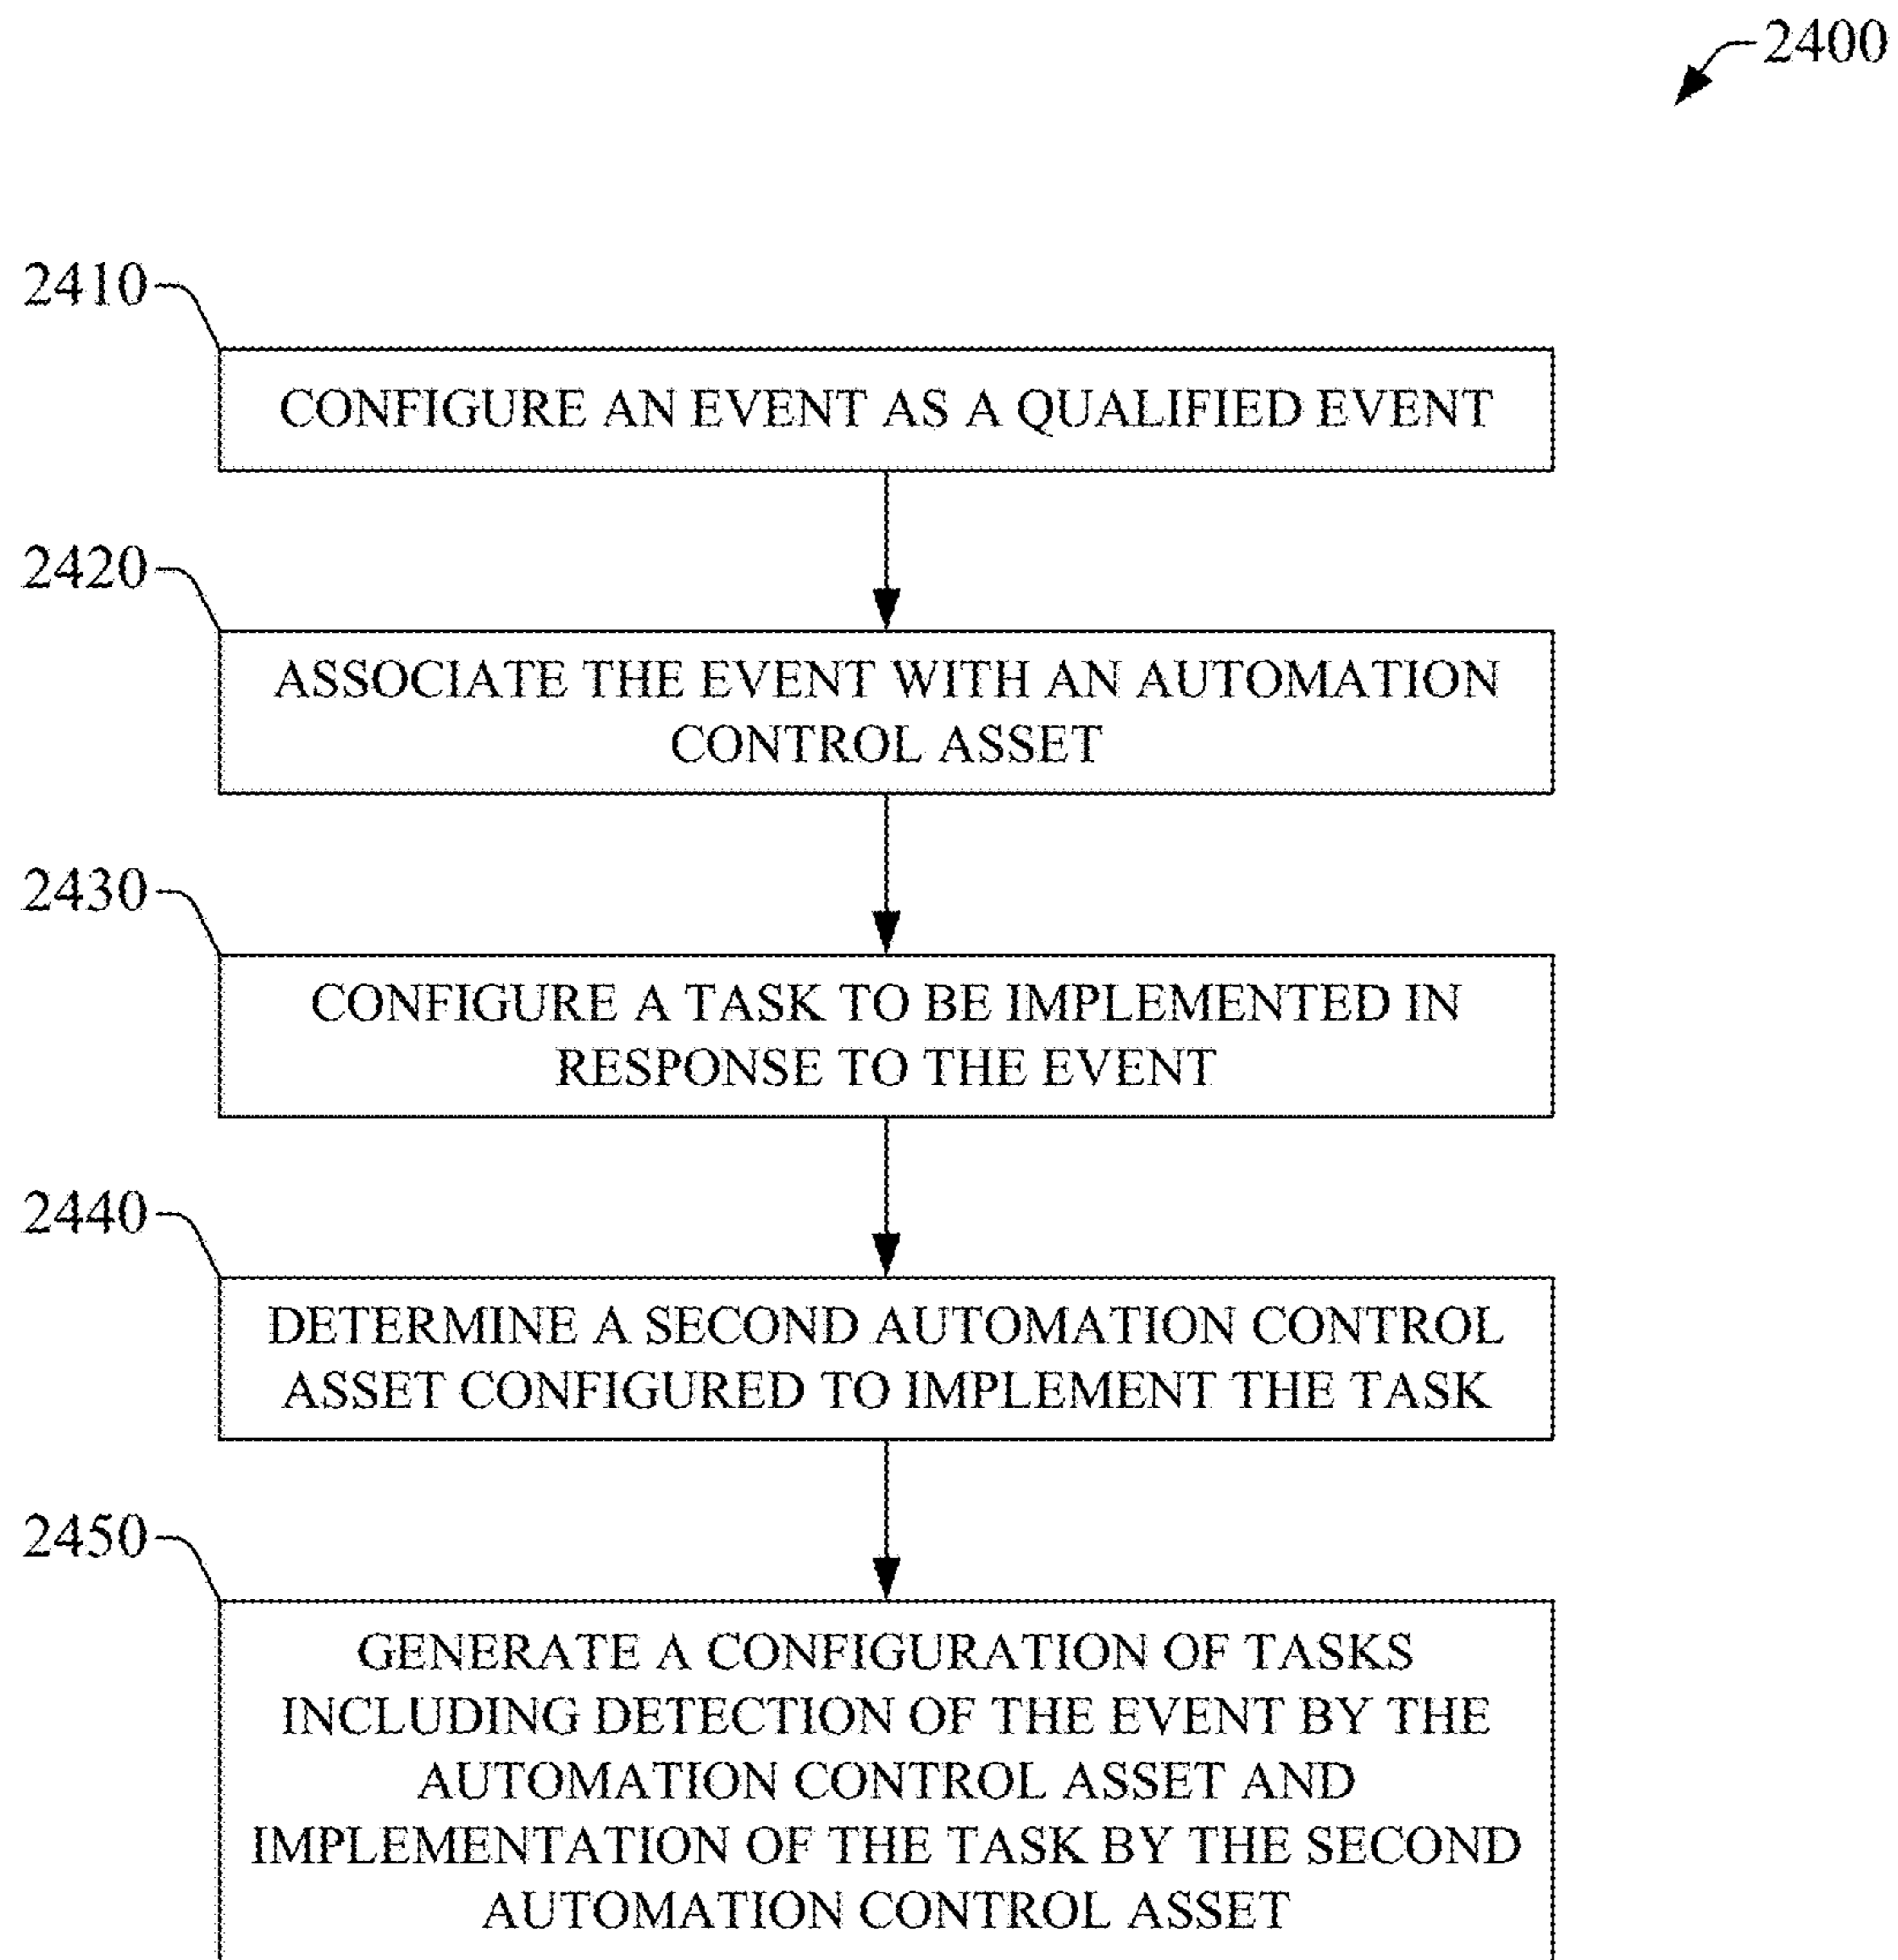 2400
2410
CONFIGURE AN EVENT AS A QUALIFIED EVENT
2420
ASSOCIATE THE EVENT WITH AN AUTOMATION
CONTROL ASSET
2430
CONFIGURE A TASK TO BE IMPLEMENTED IN
RESPONSE TO THE EVENT
2440
DETERMINE A SECOND AUTOMATION CONTROL
ASSET CONFIGURED TO IMPLEMENT THE TASK
2450
GENERATE A CONFIGURATION OF TASKS
INCLUDING DETECTION OF THE EVENT BY THE
AUTOMATION CONTROL ASSET AND
IMPLEMENTATION OF THE TASK BY THE SECOND
AUTOMATION CONTROL ASSET